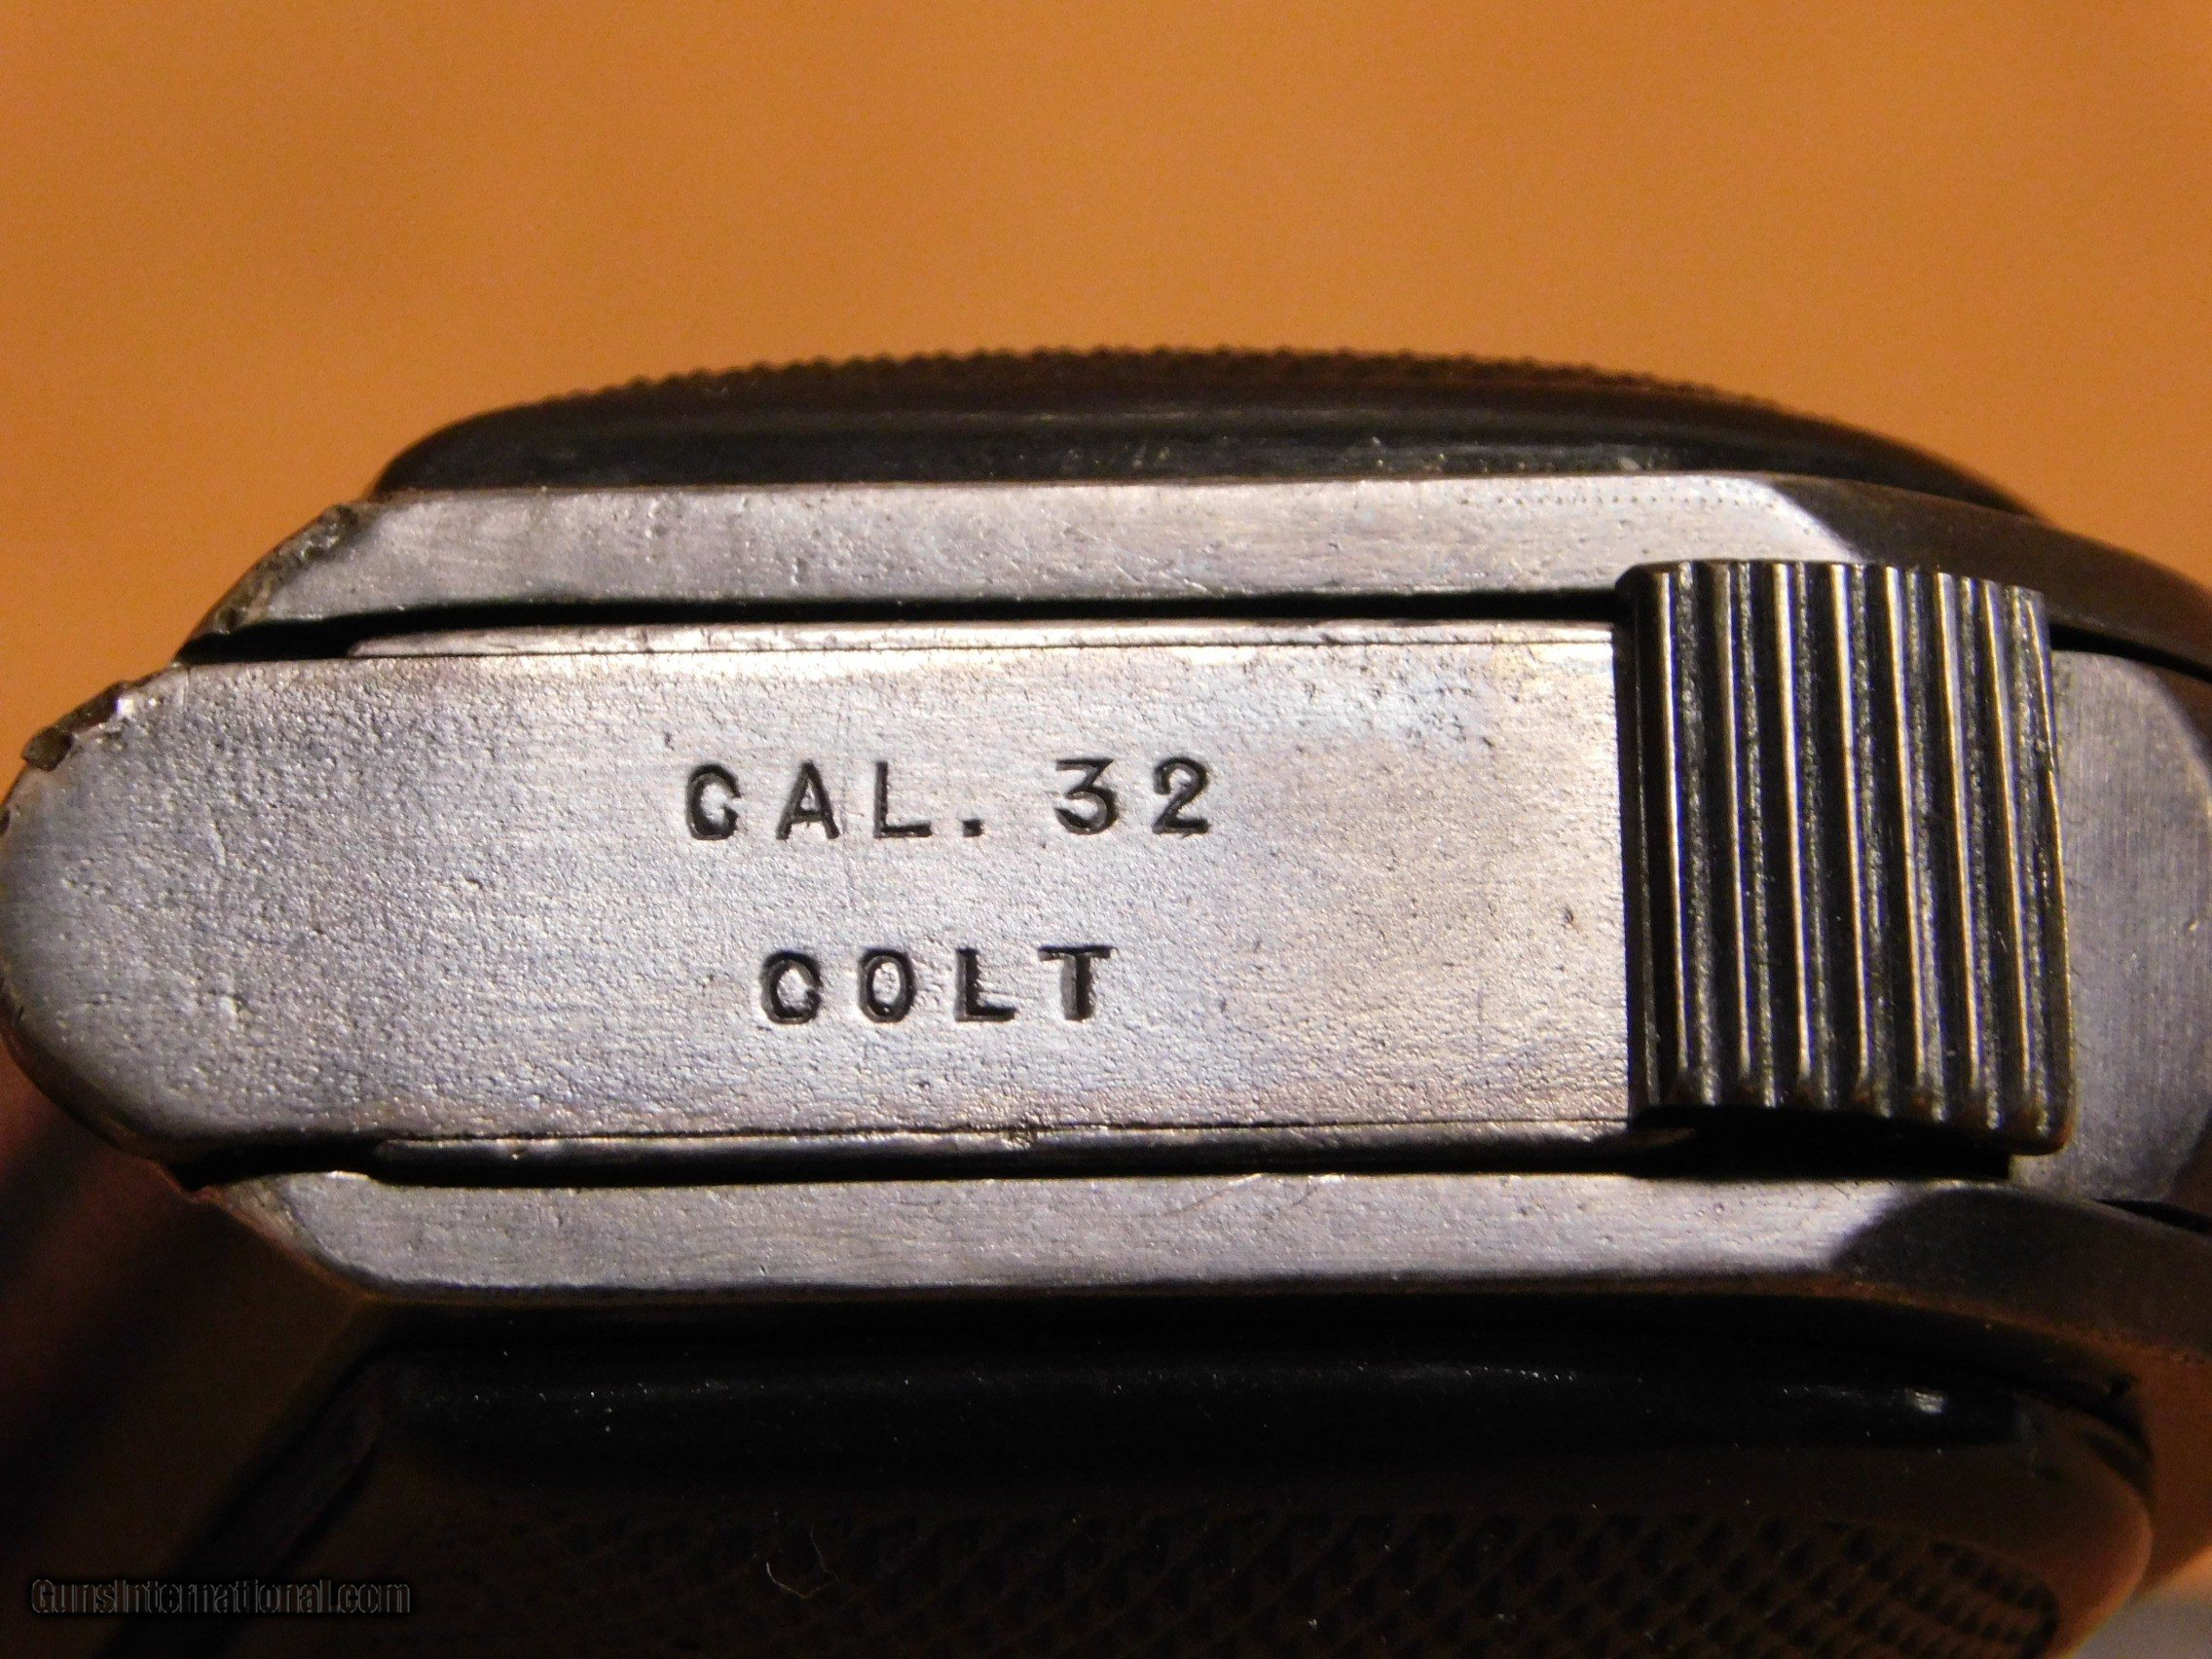 CAL. 32
COLT
GunsInternational.com